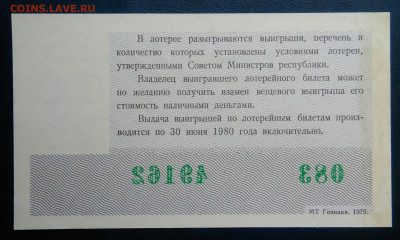 COINS.LAVE.RU
В лотерее разыгрываются выигрыши, перечень и
количество которых установлены условиями лотереи,
утвержденными Советом Министров республики.
Владелец выигравшего лотерейного билета может
по желанию получить взамен вещевого выигрыша его
стоимость наличными деньгами.
Выдача выигрышей по лотерейным билетам произ-
водится по 30 июня 1980 года включительно.
49162 083
МТ Гознака. 1979.